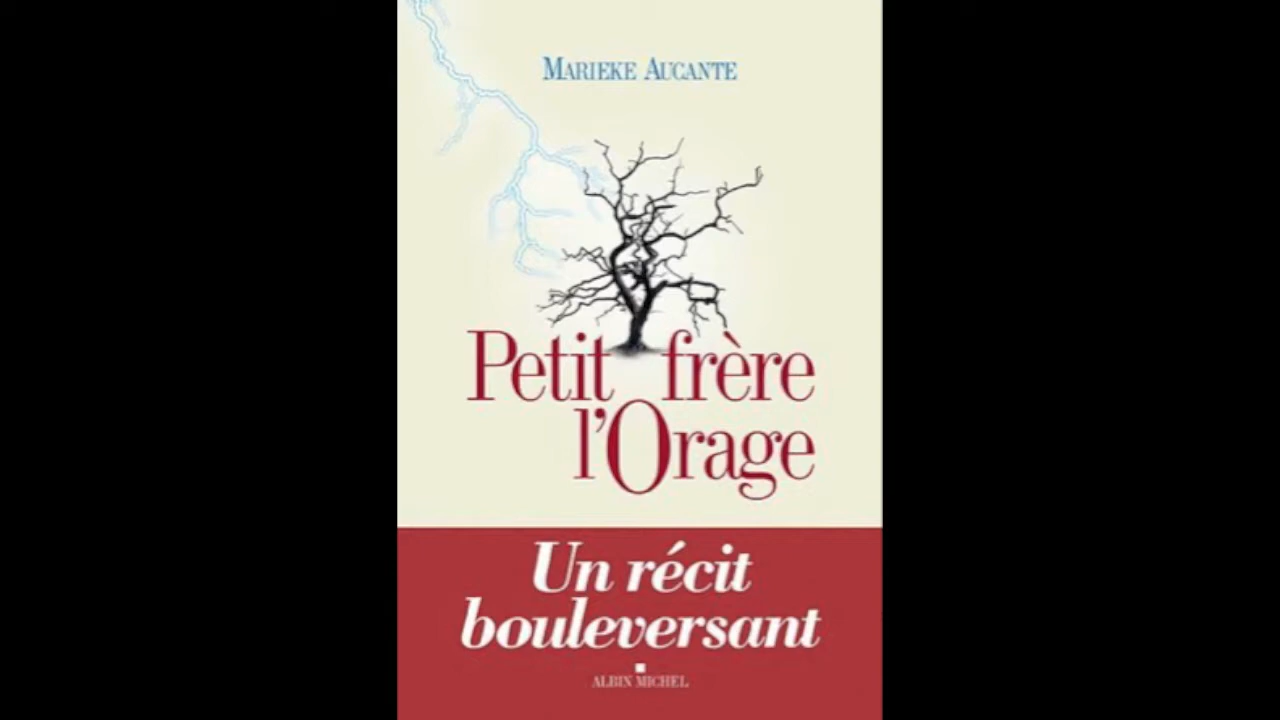 MARIEKE AUCANTE
Petit frère
l'Orage
Un récit
bouleversant
ALBIN MICHEL